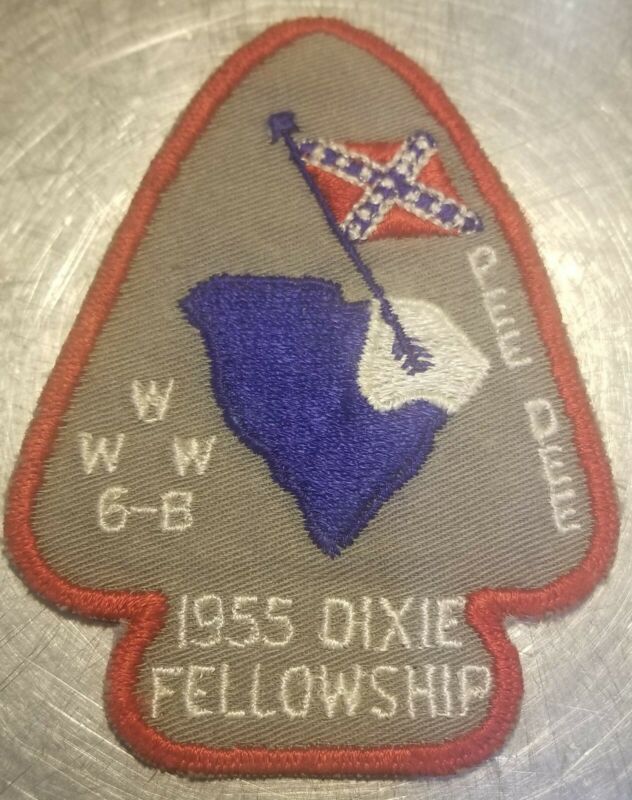 PEE DEE
W
W W
6-B
1955 DIXIE
FELLOWSHIP